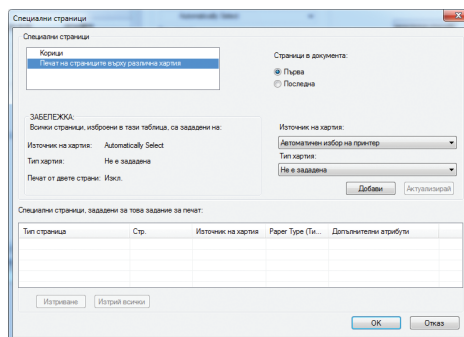 Специални страници
Automatically Select
Специални страници
Корици
Печат на страниците върху различна хартия
Страници в документа:
Първа
Последна
ЗАБЕЛЕЖКА:
Всички страници, изброени в тази таблица, са зададени на:
Източник на хартия: Automatically Select
Тип хартия: Не е зададена
Печат от двете страни: Изкл.
Източник на хартия:
Автоматичен избор на принтер
Тип хартия:
Не е зададена
Добави Актуализирай
Специални страници, зададени за това задание за печат:
Тип страница Стр. Източник на хартия Paper Type (Ти... Допълнителни атрибути
Изтриване Изтрий всички
OK Отказ